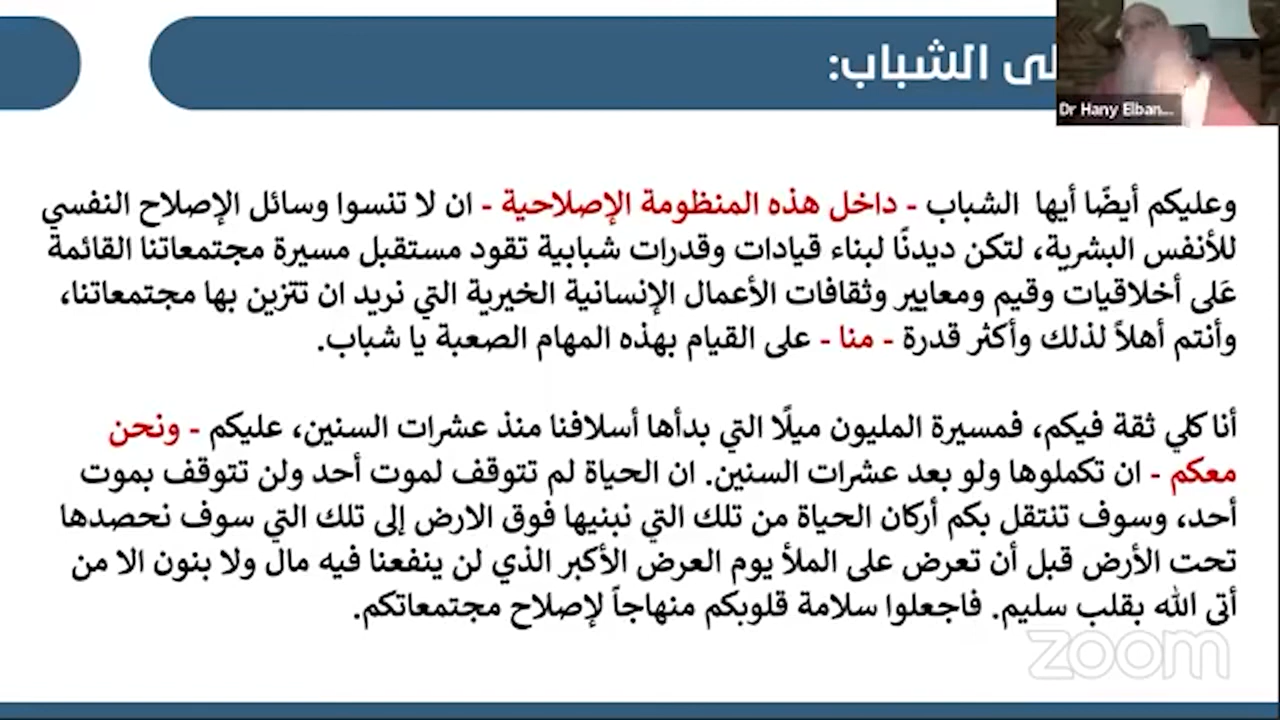 لى الشباب:
Dr Hany Elban...
وعليكم أيضًا أيها الشباب - داخل هذه المنظومة الإصلاحية - ان لا تنسوا وسائل الإصلاح النفسي
للأنفس البشرية، لتكن ديدنًا لبناء قيادات وقدرات شبابية تقود مستقبل مسيرة مجتمعاتنا القائمة
عَلى أخلاقيات وقيم ومعايير وثقافات الأعمال الإنسانية الخيرية التي نريد ان تتزين بها مجتمعاتنا،
وأنتم أهلاً لذلك وأكثر قدرة - منا - على القيام بهذه المهام الصعبة يا شباب.
أنا كلي ثقة فيكم، فمسيرة المليون ميلًا التي بدأها أسلافنا منذ عشرات السنين، عليكم - ونحن
معكم - ان تكملوها ولو بعد عشرات السنين. ان الحياة لم تتوقف لموت أحد ولن تتوقف بموت
أحد، وسوف تنتقل بكم أركان الحياة من تلك التي نبنيها فوق الارض إلى تلك التي سوف نحصدها
تحت الأرض قبل أن تعرض على الملأ يوم العرض الأكبر الذي لن ينفعنا فيه مال ولا بنون الا من
أتى الله بقلب سليم. فاجعلوا سلامة قلوبكم منهاجاً لإصلاح مجتمعاتكم.
zoom